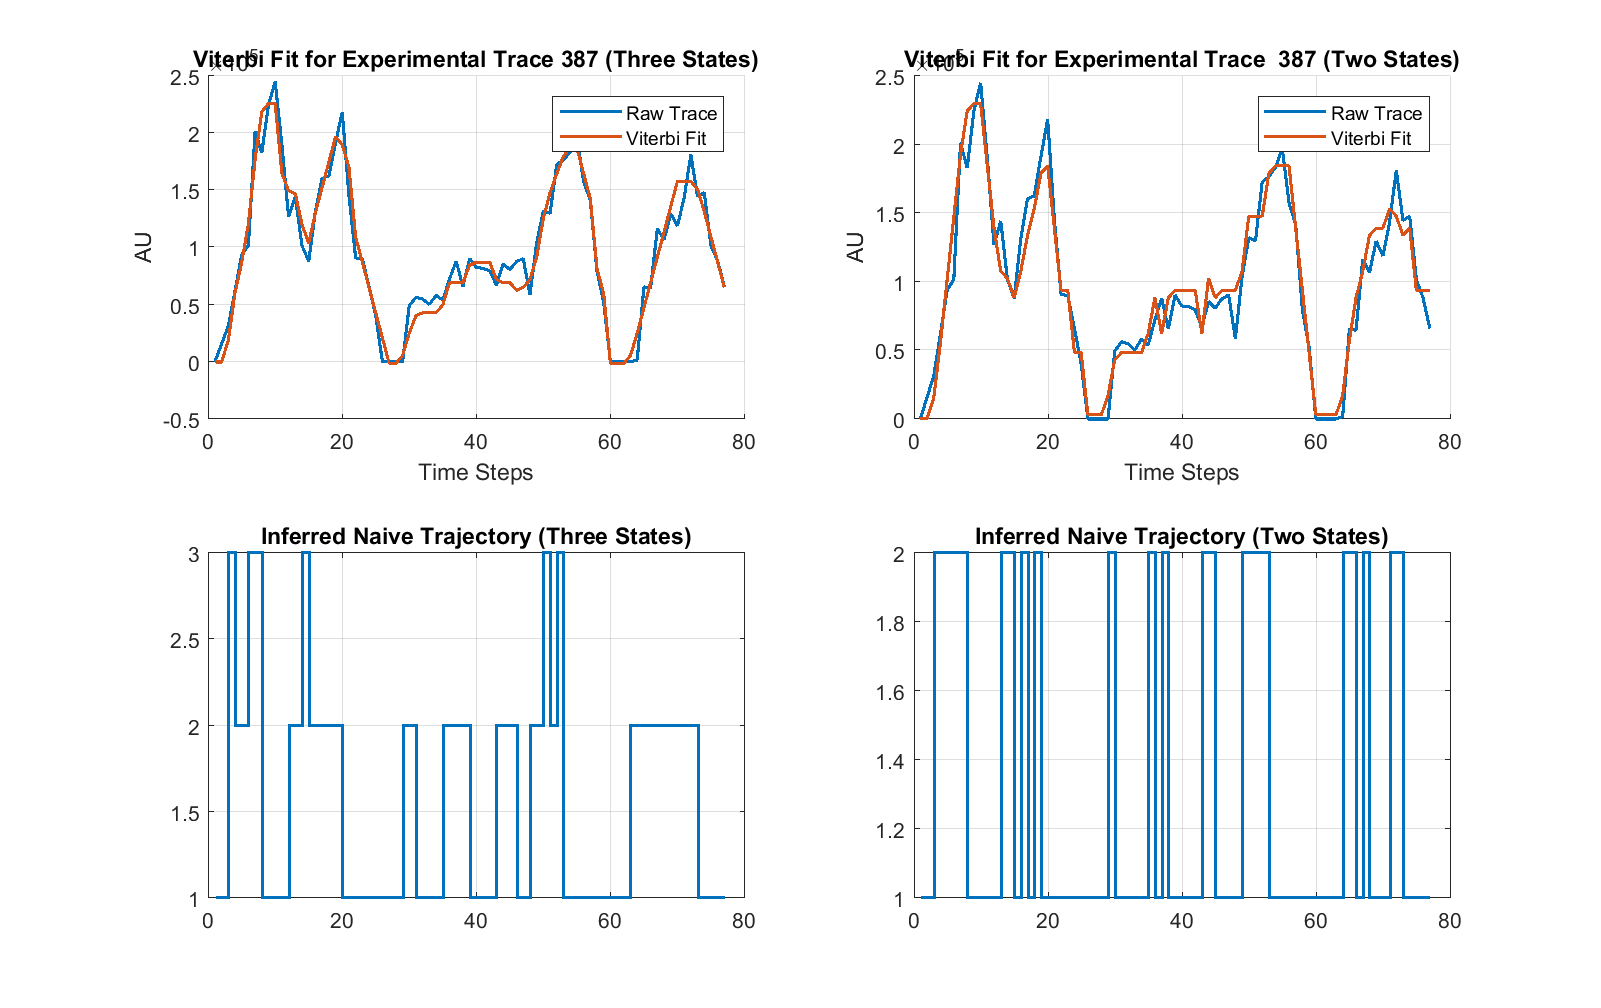 Viterbi Fit for Experimental Trace 387 (Three States)
2.5
2
1.5
1
0.5
0
-0.5
AU
Raw Trace
Viterbi Fit
0 20 40 60 80
Time Steps
Viterbi Fit for Experimental Trace 387 (Two States)
2.5
2
1.5
1
0.5
0
AU
Raw Trace
Viterbi Fit
0 20 40 60 80
Time Steps
Inferred Naive Trajectory (Three States)
3
2.5
2
1.5
1
0 20 40 60 80
Inferred Naive Trajectory (Two States)
2
1.8
1.6
1.4
1.2
1
0 20 40 60 80